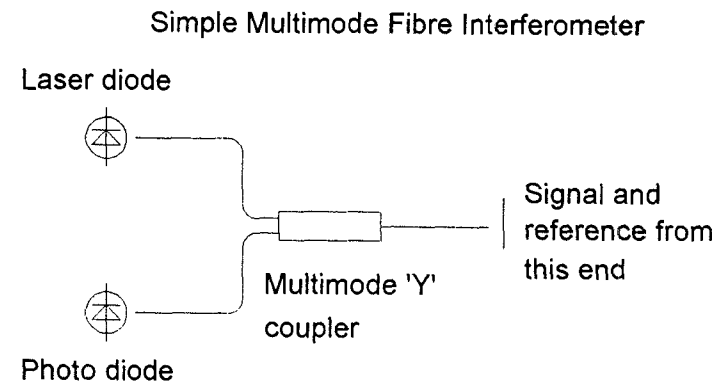 Simple Multimode Fibre Interferometer
Laser diode
Signal and
reference from
this end
Multimode 'Y'
coupler
Photo diode